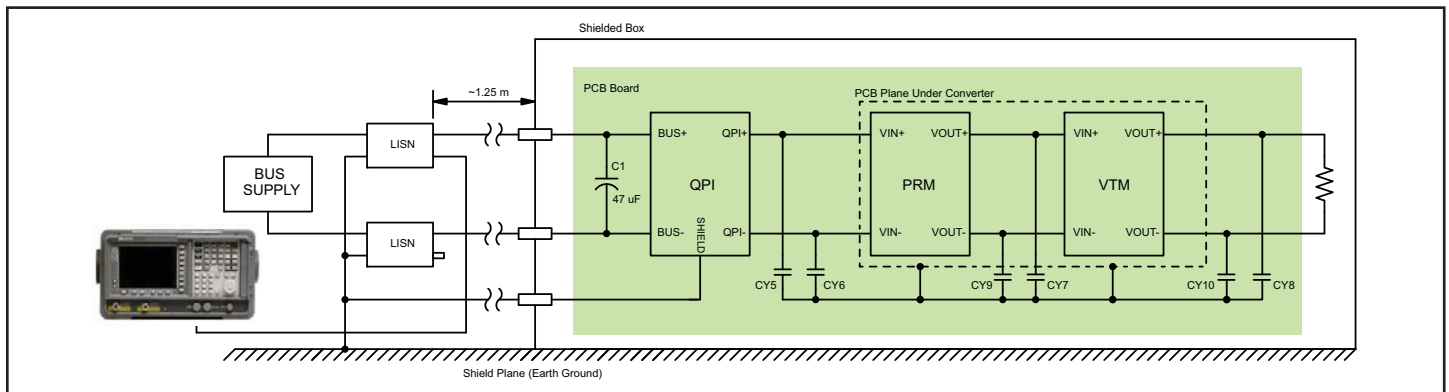 Shielded Box
~1.25 m
PCB Board
PCB Plane Under Converter
LISN
BUS+
QPI+
VIN+
VOUT+
VIN+
VOUT+
C1
47 uF
BUS
SUPPLY
QPI
PRM
VTM
LISN
BUS-
SHIELD
QPI-
VIN-
VOUT-
VIN-
VOUT-
CY5
CY6
CY9
CY7
CY10
CY8
Shield Plane (Earth Ground)